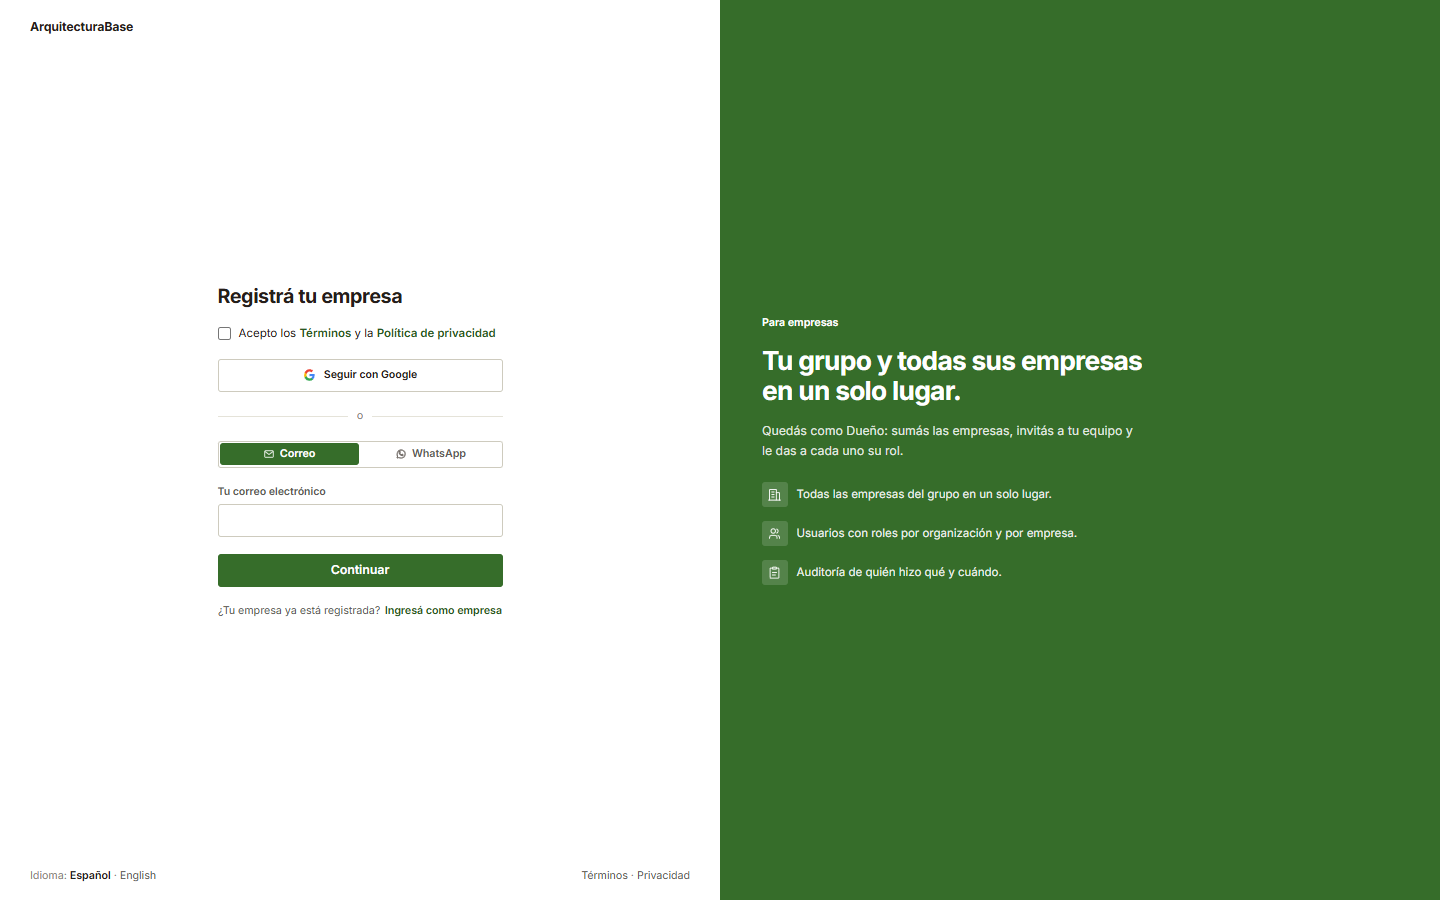 ArquitecturaBase
Registrá tu empresa
Acepto los Términos y la Política de privacidad
Seguir con Google
o
Correo
WhatsApp
Tu correo electrónico
Continuar
¿Tu empresa ya está registrada? Ingresá como empresa
Idioma: Español · English
Términos · Privacidad
Para empresas
Tu grupo y todas sus empresas
en un solo lugar.
Quedás como Dueño: sumás las empresas, invitás a tu equipo y
le das a cada uno su rol.
Todas las empresas del grupo en un solo lugar.
Usuarios con roles por organización y por empresa.
Auditoría de quién hizo qué y cuándo.